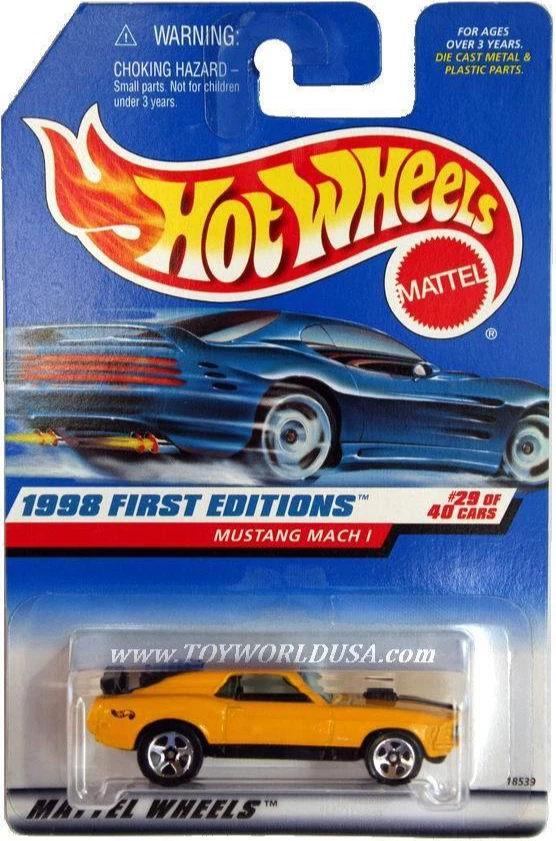 ⚠ WARNING:
CHOKING HAZARD –
Small parts. Not for children
under 3 years.
FOR AGES
OVER 3 YEARS.
DIE CAST METAL &
PLASTIC PARTS.
HOT WHEELS
MATTEL
®
1998 FIRST EDITIONS™
#29 OF
40 CARS
MUSTANG MACH I
www.TOYWORLDUSA.com
18539
MATTEL WHEELS™